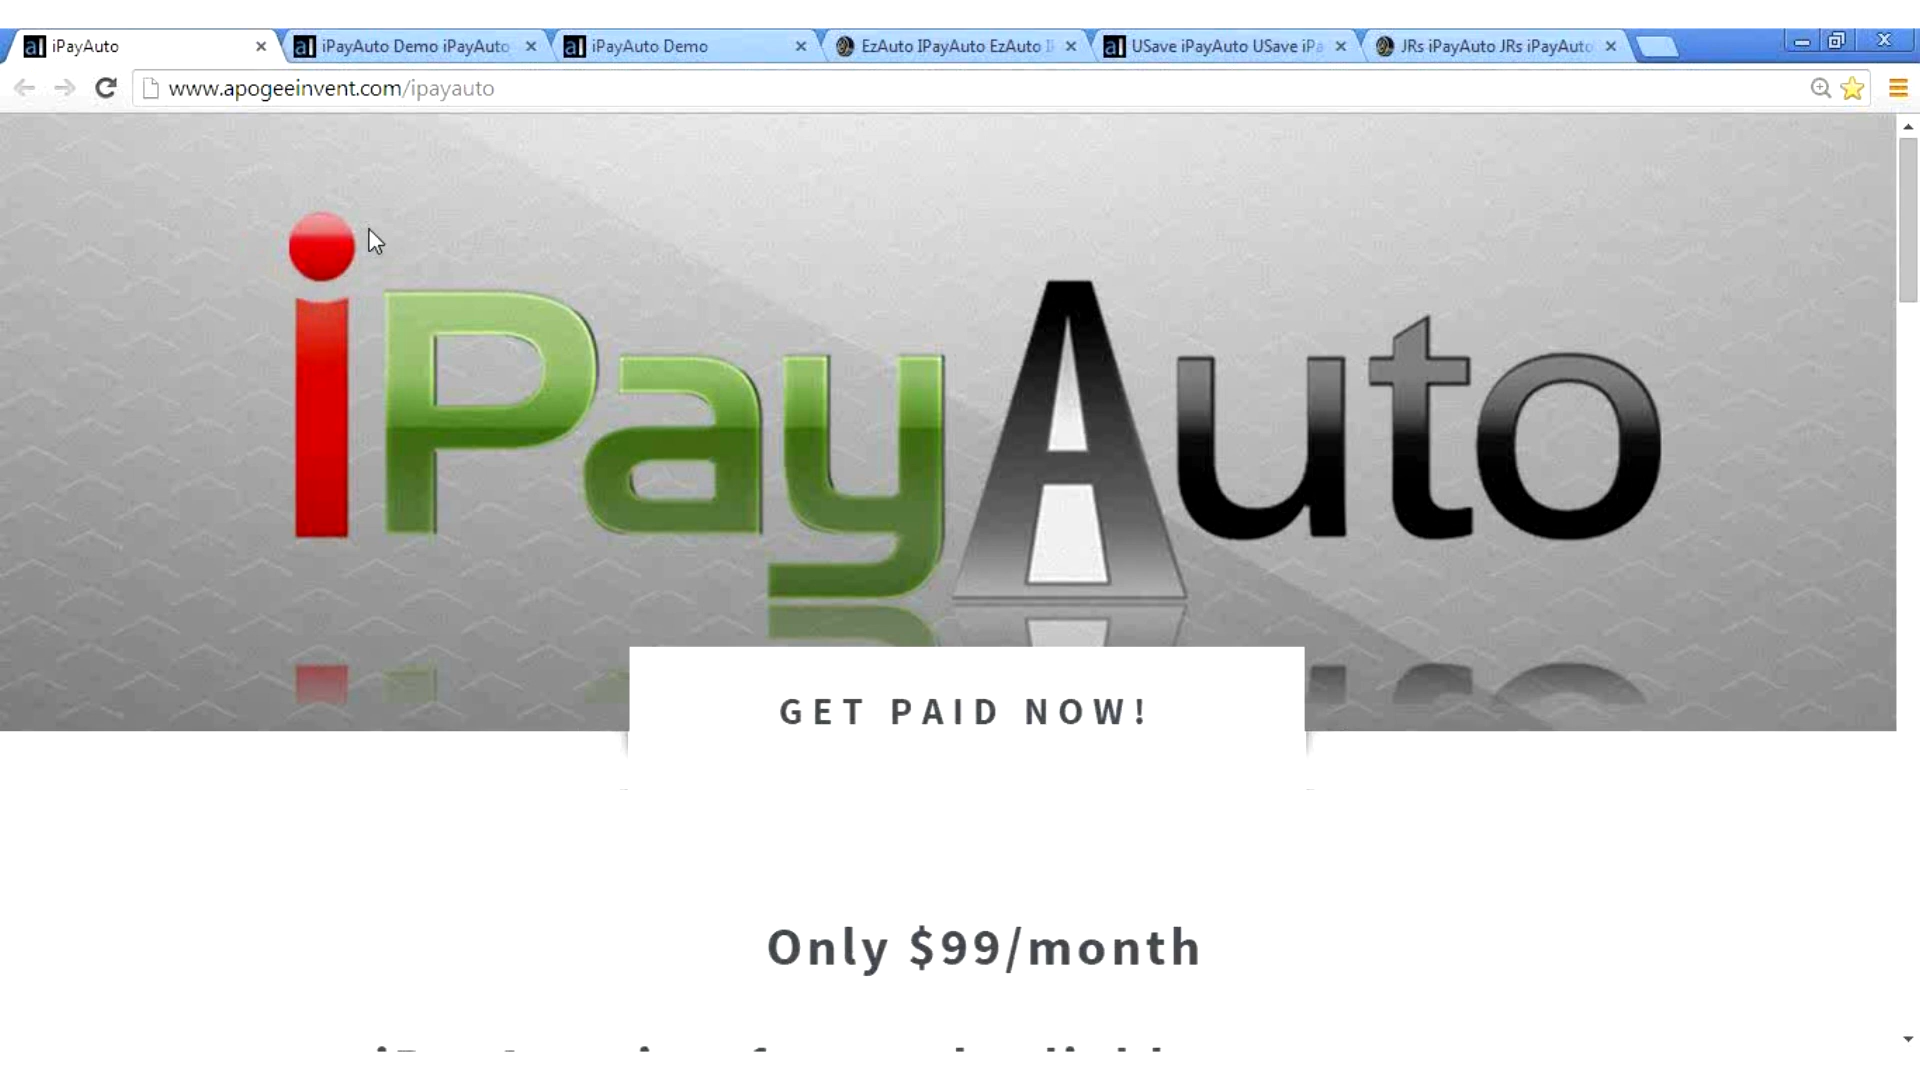 iPayAuto
iPayAuto Demo iPayAuto
iPayAuto Demo
EzAuto IPayAuto EzAuto
USave iPayAuto USave iPa
JRs iPayAuto JRs iPayAuto
www.apogeeinvent.com/ipayauto
iPayAuto
GET PAID NOW!
Only $99/month